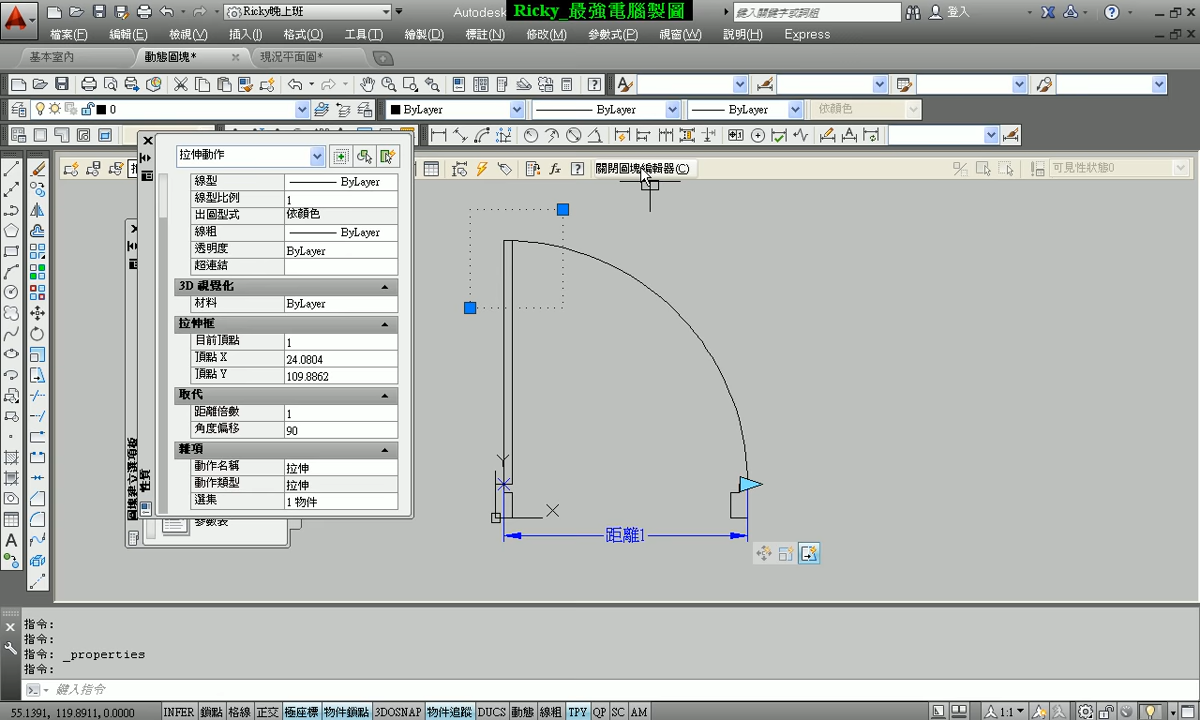 Ricky晚上班
Autodesk
Ricky_最強電腦製圖
鍵入關鍵字或詞組
登入
檔案(F)
編輯(E)
檢視(V)
插入(I)
格式(O)
工具(T)
繪製(D)
標註(N)
修改(M)
參數式(P)
視窗(W)
說明(H)
Express
基本室內
動態圖塊*
現況平面圖*
0
ByLayer
ByLayer
ByLayer
依顏色
關閉圖塊編輯器(C)
可見性狀態0
拉伸動作
線型 ByLayer
線型比例 1
出圖型式 依顏色
線粗 ByLayer
透明度 ByLayer
超連結
3D 視覺化
材料 ByLayer
拉伸框
目前頂點 1
頂點 X 24.0804
頂點 Y 109.8862
取代
距離倍數 1
角度偏移 90
雜項
動作名稱 拉伸
動作類型 拉伸
選集 1 物件
性質
圖塊建立選項板
參數表
Y
X
距離1
指令:
指令:
指令: _properties
指令:
鍵入指令
55.1391, 119.8911, 0.0000
INFER 鎖點 格線 正交 極座標 物件鎖點 3DOSNAP 物件追蹤 DUCS 動態 線粗 TPY QP SC AM
1:1